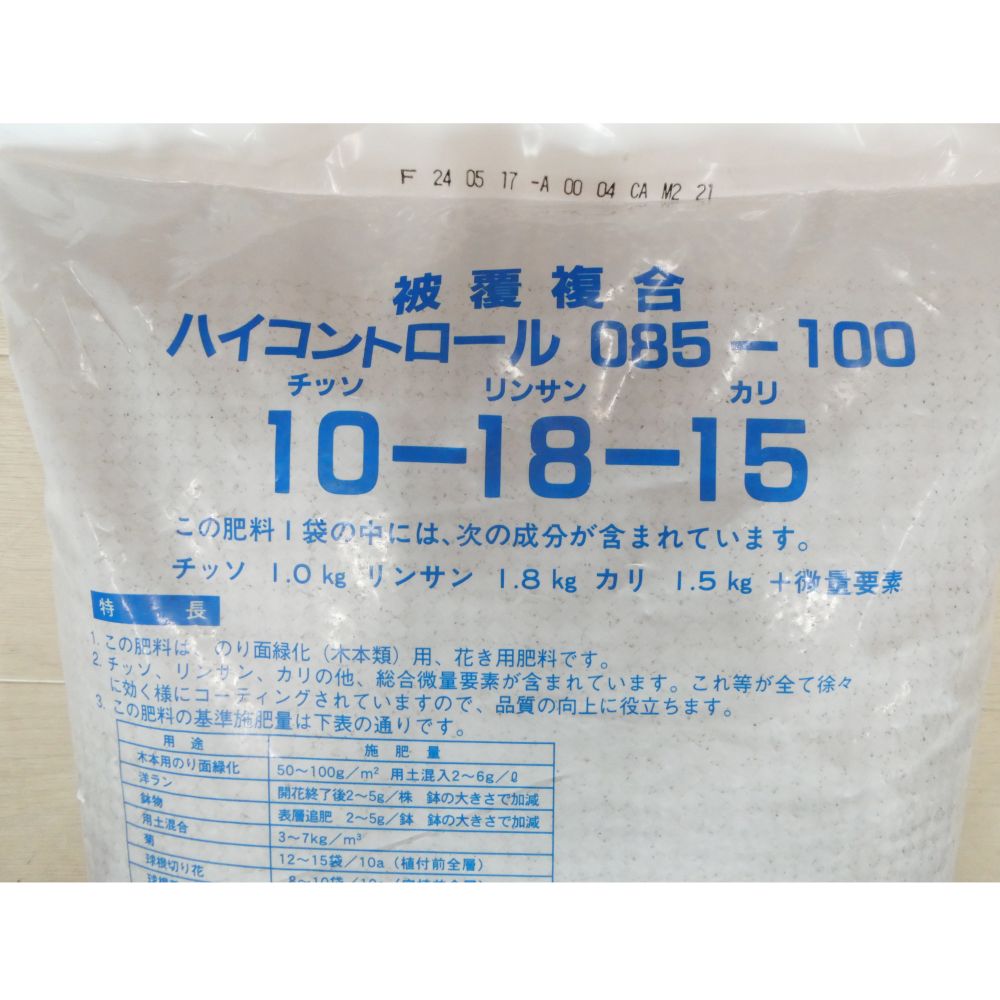 F 24 05 17 -A 00 04 CA M2 21
被覆複合
ハイコントロール 085-100
チッソ リンサン カリ
10-18-15
この肥料1袋の中には、次の成分が含まれています。
チッソ 1.0kg リンサン 1.8kg カリ 1.5kg +微量要素
特長
1. この肥料は、のり面緑化(木本類)用、花き用肥料です。
2. チッソ、リンサン、カリの他、総合微量要素が含まれています。これ等が全て徐々
に効く様にコーティングされていますので、品質の向上に役立ちます。
3. この肥料の基準施肥量は下表の通りです。
用途 施肥量
木本用のり面緑化 50~100g/m² 用土混入2~6g/ℓ
洋ラン 開花終了後2~5g/株 鉢の大きさで加減
鉢物 表層追肥 2~5g/鉢 鉢の大きさで加減
用土混合 3~7kg/m³
菊 12~15袋/10a(植付前全層)
球根切り花